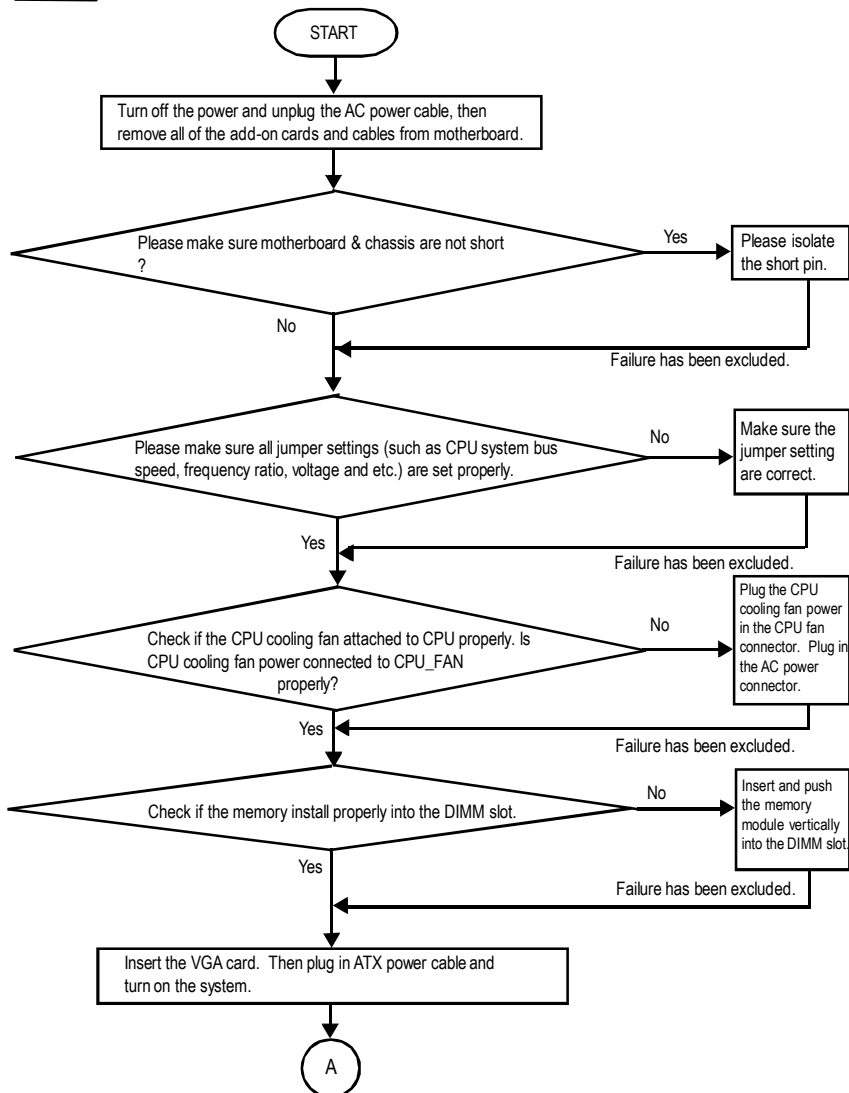 START
Turn off the power and unplug the AC power cable, then
remove all of the add-on cards and cables from motherboard.
Please make sure motherboard & chassis are not short
?
Yes
Please isolate
the short pin.
No
Failure has been excluded.
Please make sure all jumper settings (such as CPU system bus
speed, frequency ratio, voltage and etc.) are set properly.
No
Make sure the
jumper setting
are correct.
Yes
Failure has been excluded.
Check if the CPU cooling fan attached to CPU properly. Is
CPU cooling fan power connected to CPU_FAN
properly?
No
Plug the CPU
cooling fan power
in the CPU fan
connector. Plug in
the AC power
connector.
Yes
Failure has been excluded.
Check if the memory install properly into the DIMM slot.
No
Insert and push
the memory
module vertically
into the DIMM slot.
Yes
Failure has been excluded.
Insert the VGA card. Then plug in ATX power cable and
turn on the system.
A